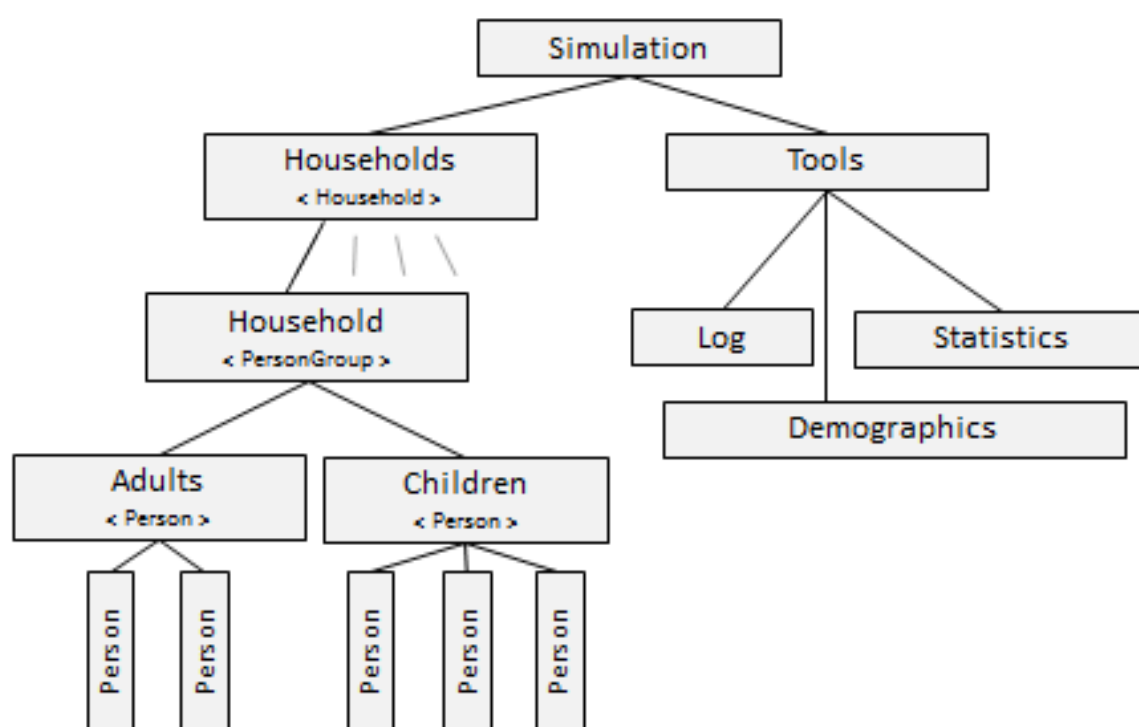 Simulation
Households
< Household >
Tools
Household
< PersonGroup >
Log
Statistics
Demographics
Adults
< Person >
Children
< Person >
Person
Person
Person
Person
Person